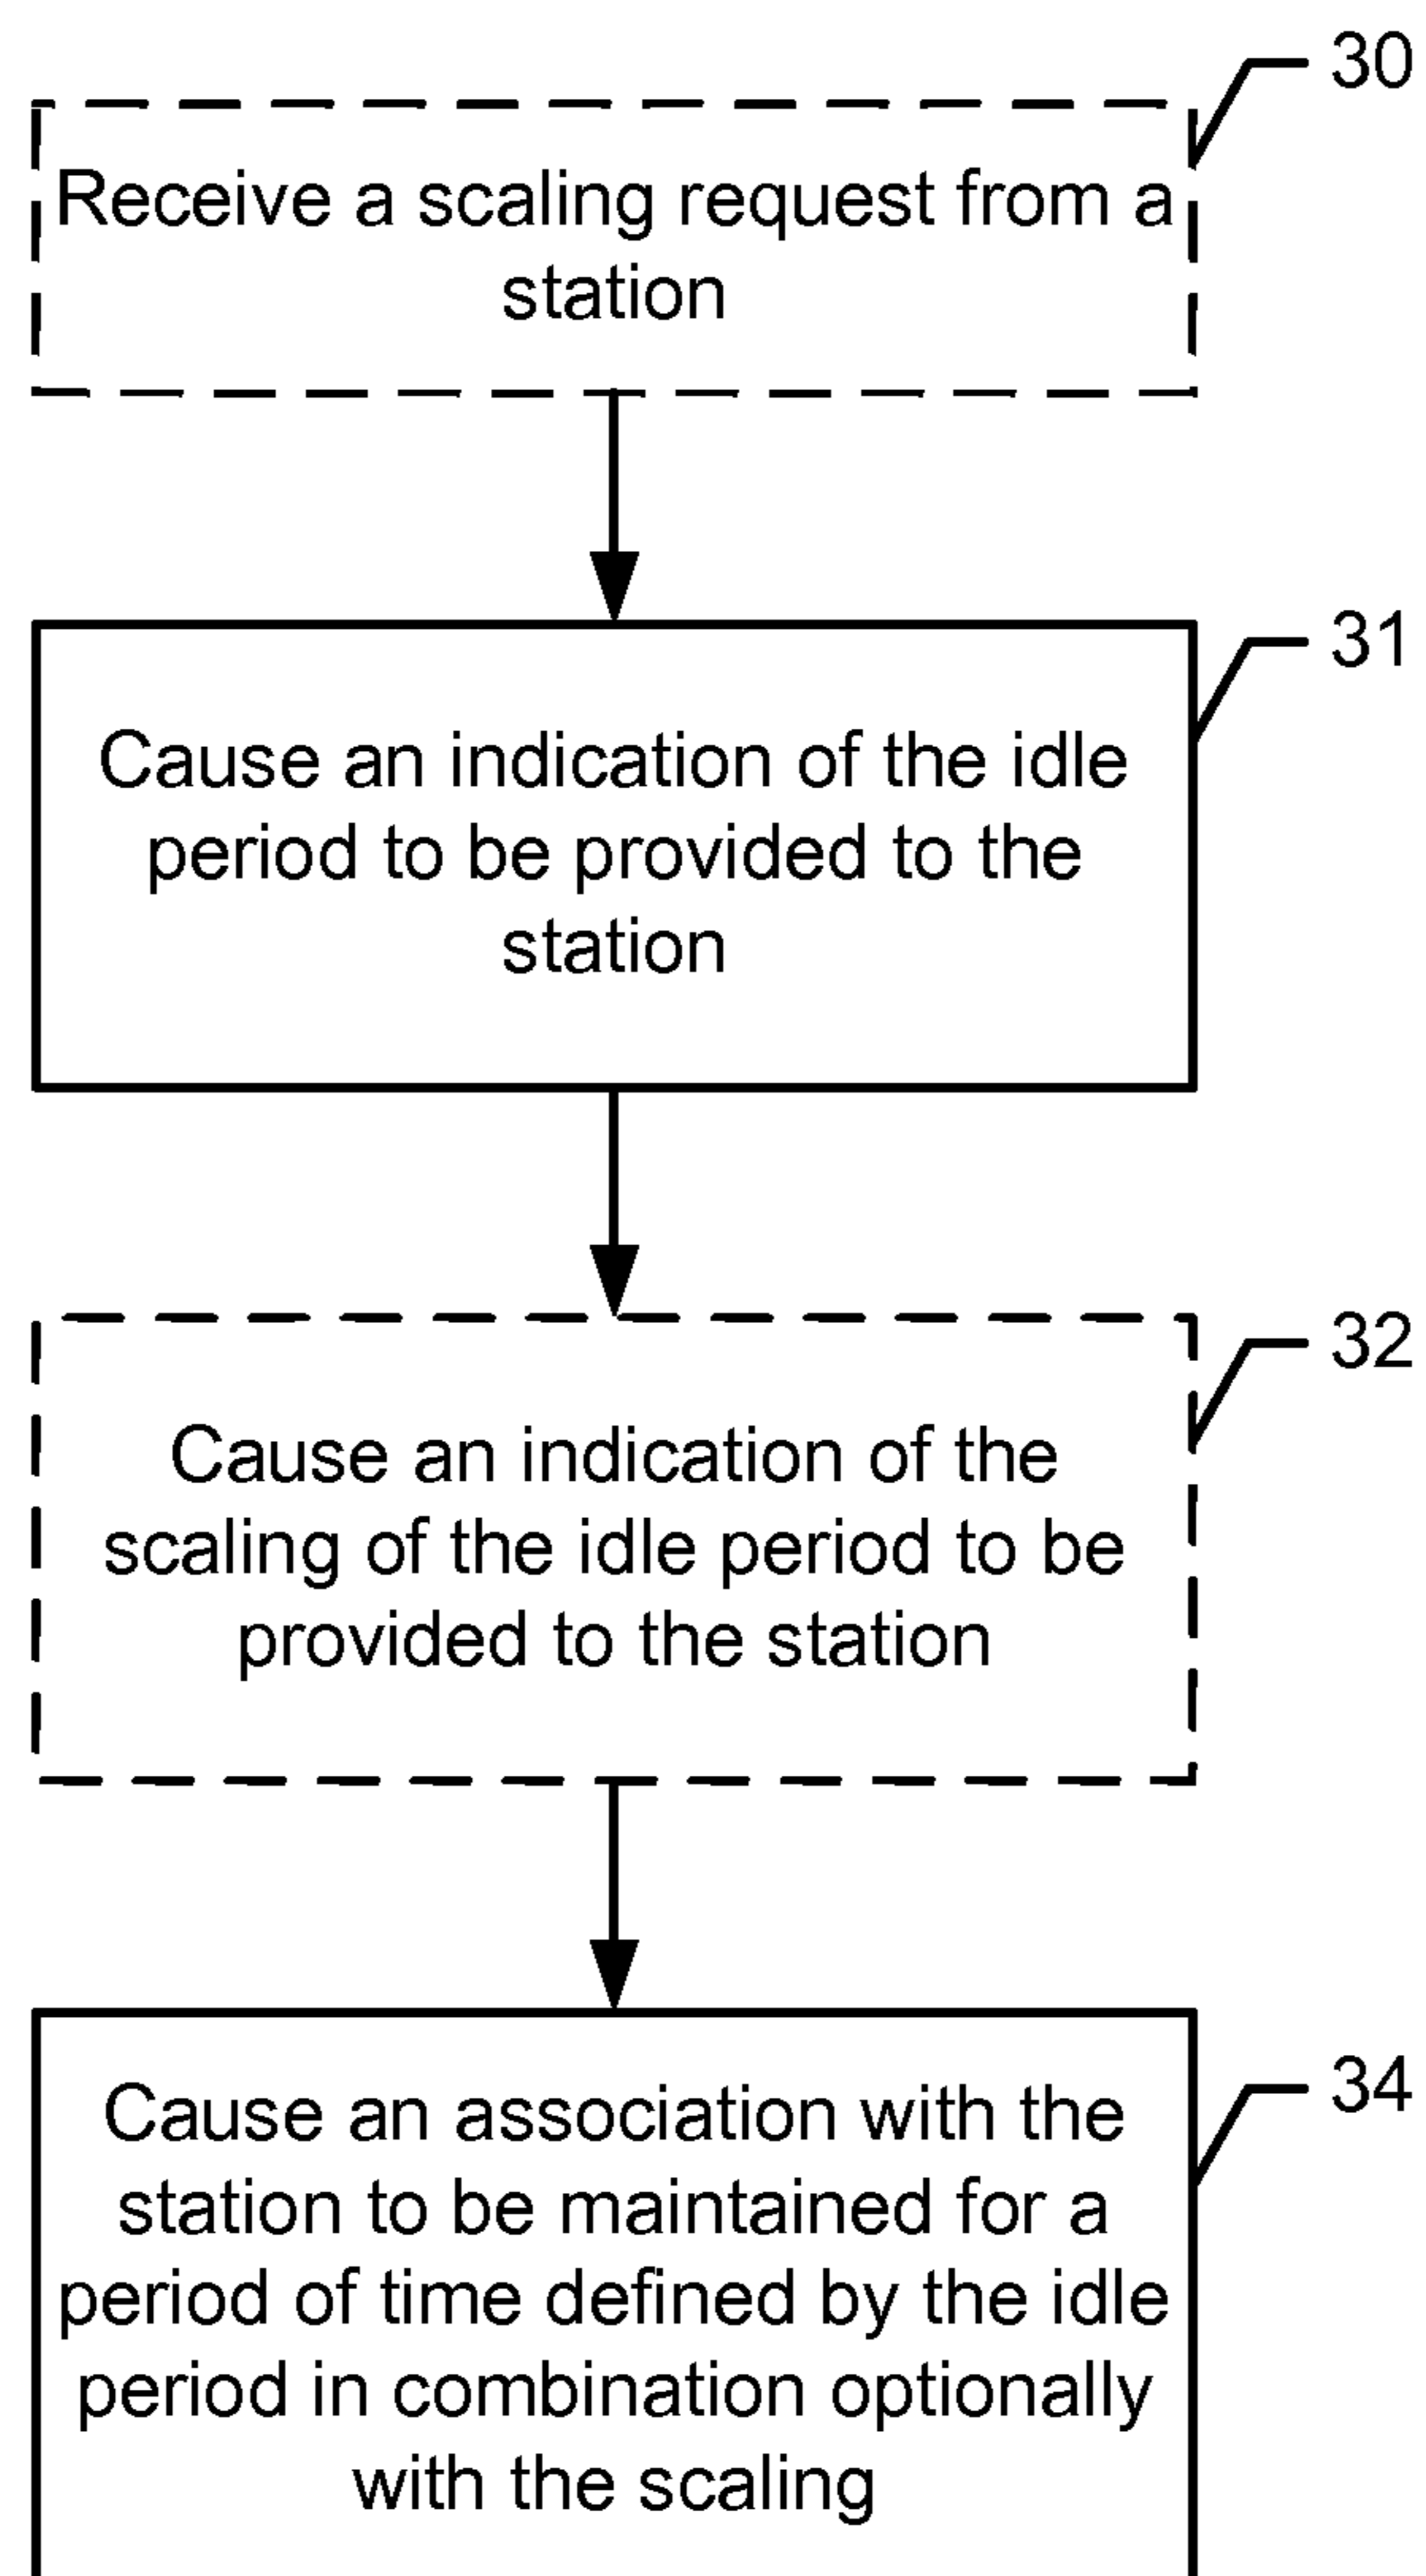 30
Receive a scaling request from a
station
31
Cause an indication of the idle
period to be provided to the
station
32
Cause an indication of the
scaling of the idle period to be
provided to the station
34
Cause an association with the
station to be maintained for a
period of time defined by the idle
period in combination optionally
with the scaling